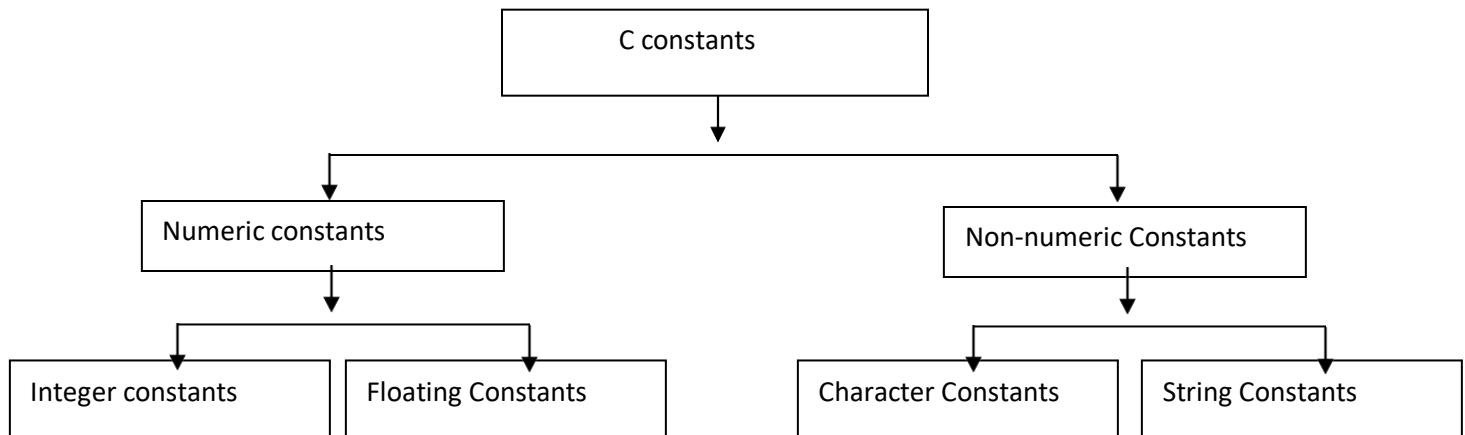 C constants
Numeric constants
Non-numeric Constants
Integer constants
Floating Constants
Character Constants
String Constants